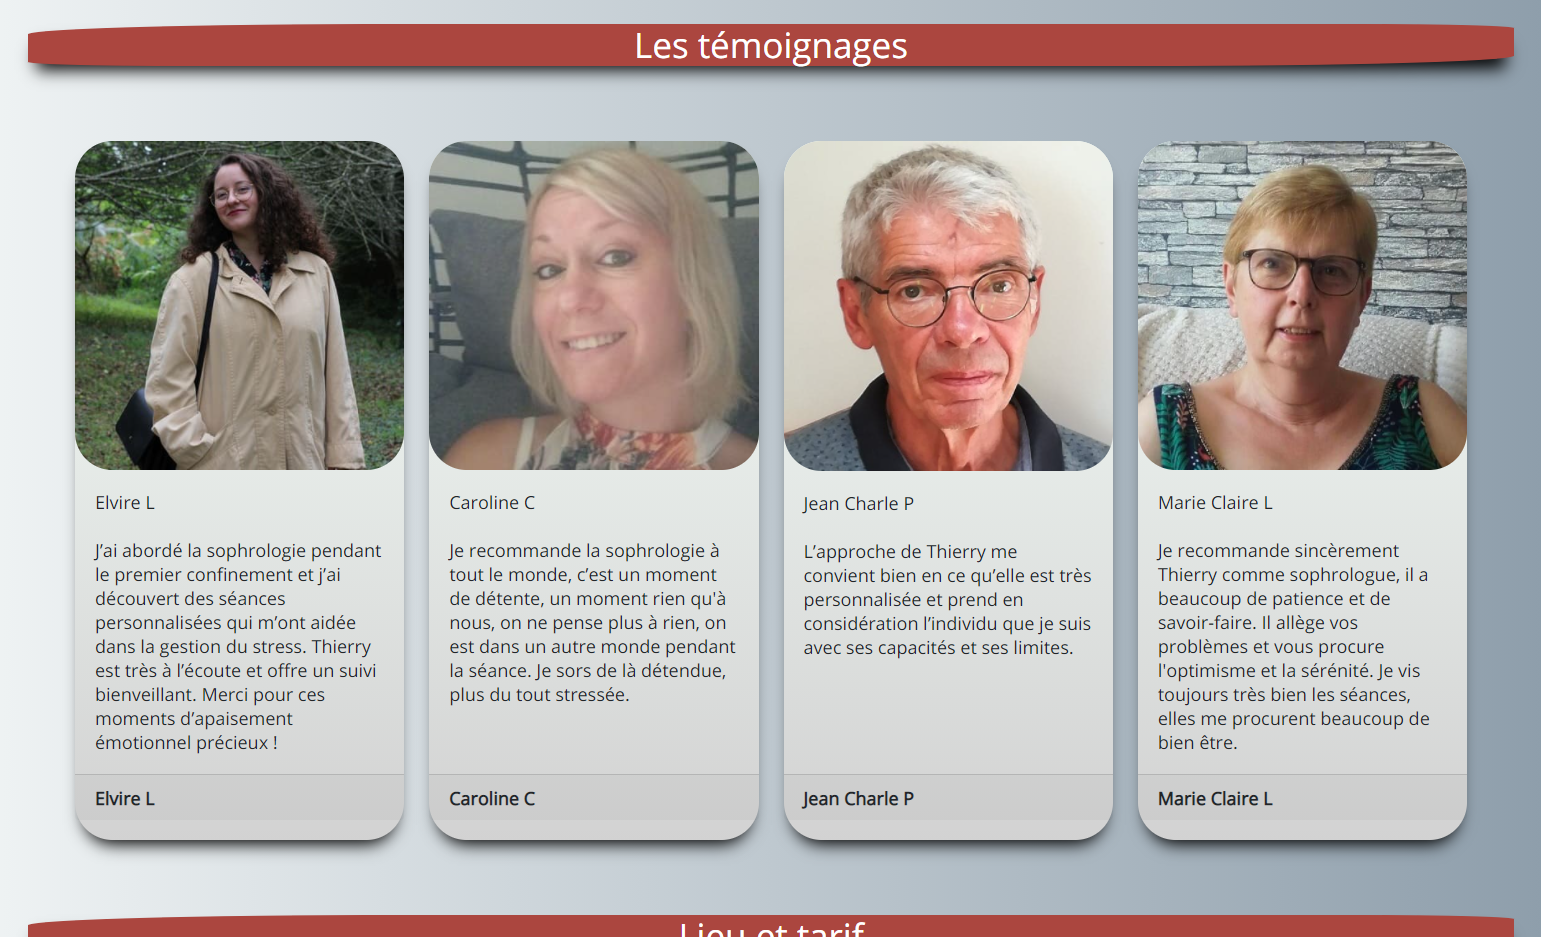 Les témoignages
Elvire L
J’ai abordé la sophrologie pendant
le premier confinement et j’ai
découvert des séances
personnalisées qui m’ont aidée
dans la gestion du stress. Thierry
est très à l’écoute et offre un suivi
bienveillant. Merci pour ces
moments d’apaisement
émotionnel précieux !
Elvire L
Caroline C
Je recommande la sophrologie à
tout le monde, c’est un moment
de détente, un moment rien qu'à
nous, on ne pense plus à rien, on
est dans un autre monde pendant
la séance. Je sors de là détendue,
plus du tout stressée.
Caroline C
Jean Charle P
L’approche de Thierry me
convient bien en ce qu’elle est très
personnalisée et prend en
considération l’individu que je suis
avec ses capacités et ses limites.
Jean Charle P
Marie Claire L
Je recommande sincèrement
Thierry comme sophrologue, il a
beaucoup de patience et de
savoir-faire. Il allège vos
problèmes et vous procure
l'optimisme et la sérénité. Je vis
toujours très bien les séances,
elles me procurent beaucoup de
bien être.
Marie Claire L
Lieu et tarif